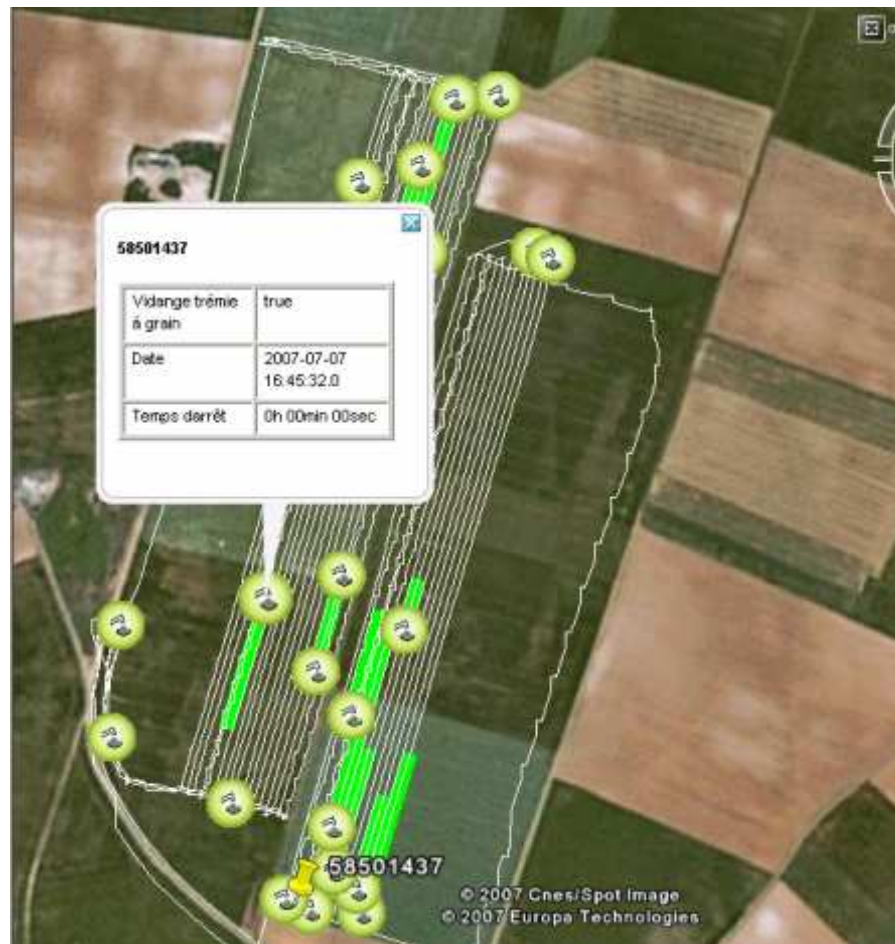 58501437
Vidange trémie
à grain
true
Date
2007-07-07
16:45:32.0
Temps darrêt
0h 00min 00sec
58501437
© 2007 Cnes/Spot Image
© 2007 Europa Technologies